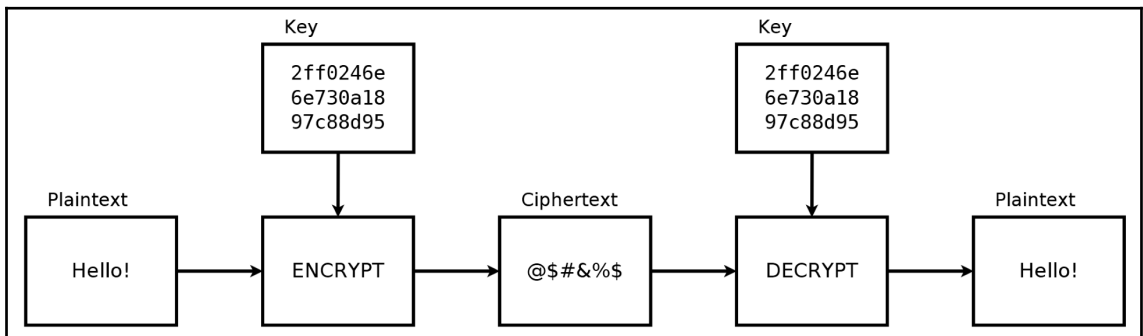 Key
2ff0246e
6e730a18
97c88d95
Key
2ff0246e
6e730a18
97c88d95
Plaintext
Hello!
ENCRYPT
Ciphertext
@$#&%$
DECRYPT
Plaintext
Hello!